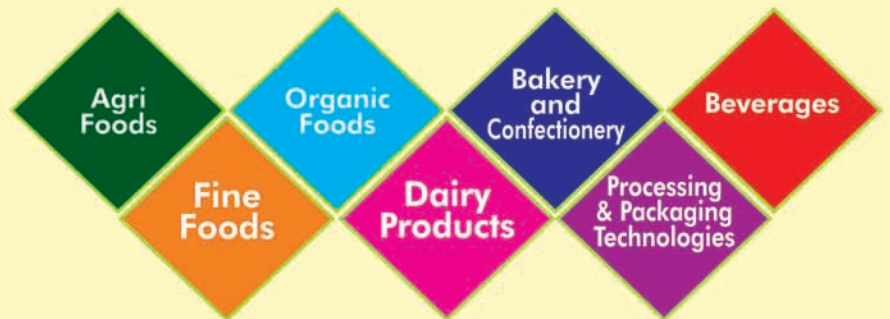 Agri
Foods
Organic
Foods
Bakery
and
Confectionery
Beverages
Fine
Foods
Dairy
Products
Processing
& Packaging
Technologies